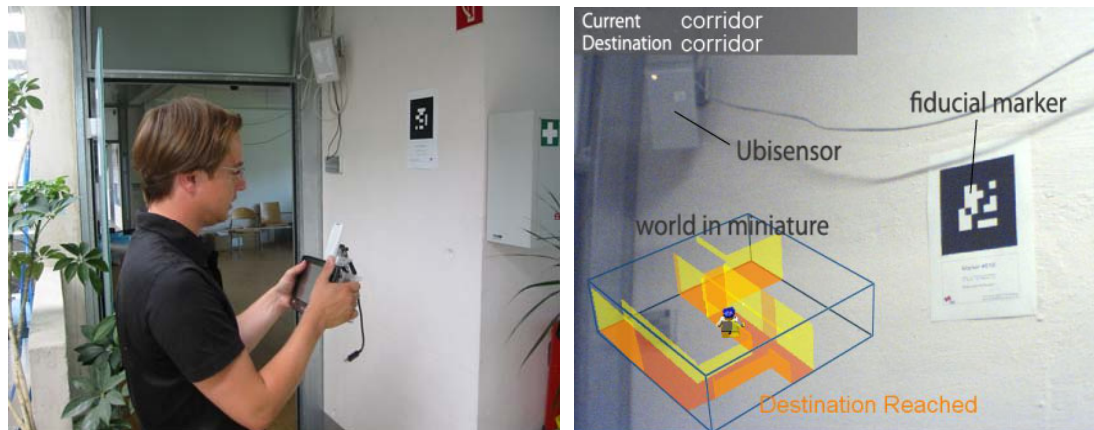 Current corridor
Destination corridor
fiducial marker
Ubisensor
world in miniature
Destination Reached